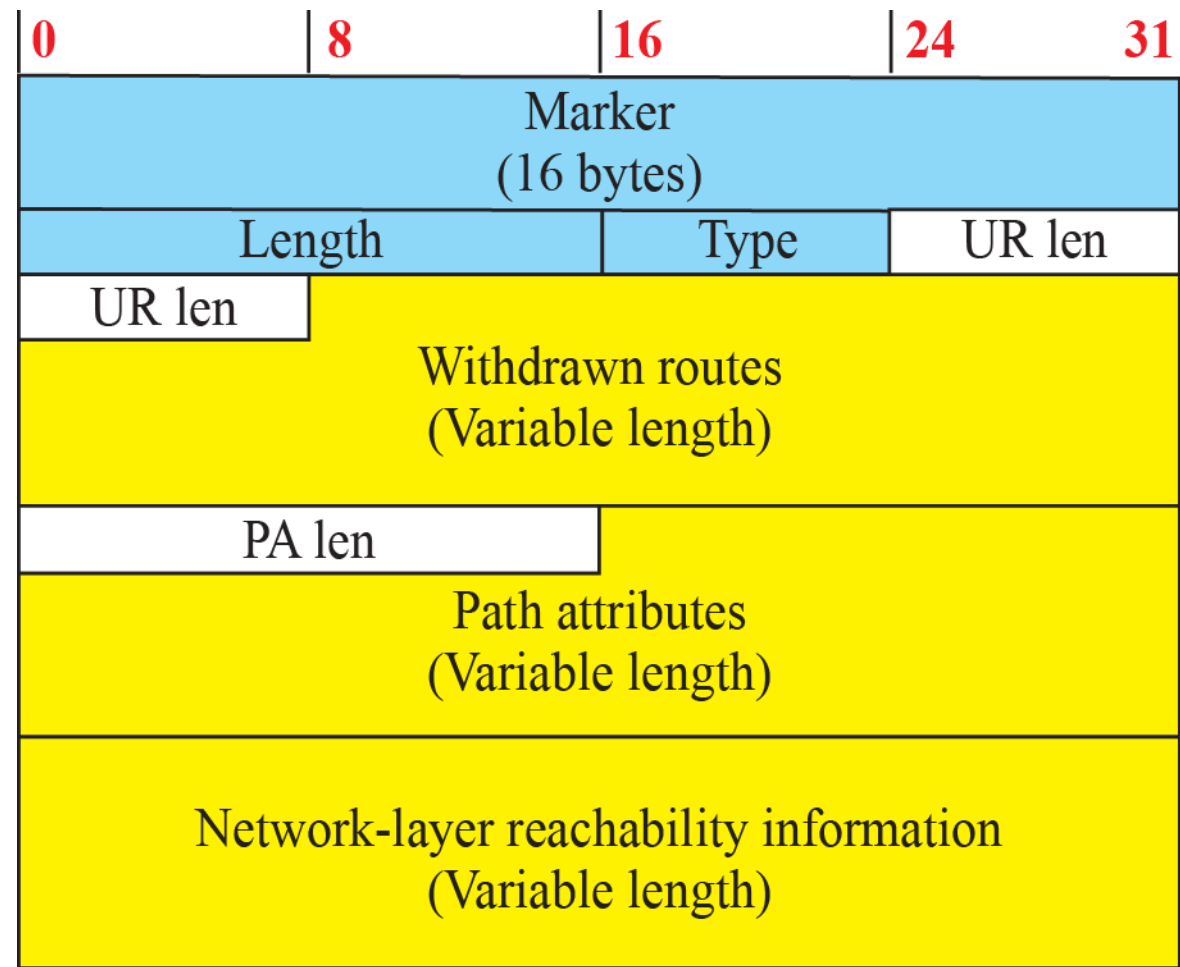 0 8 16 24 31
Marker
(16 bytes)
Length Type UR len
UR len
Withdrawn routes
(Variable length)
PA len
Path attributes
(Variable length)
Network-layer reachability information
(Variable length)